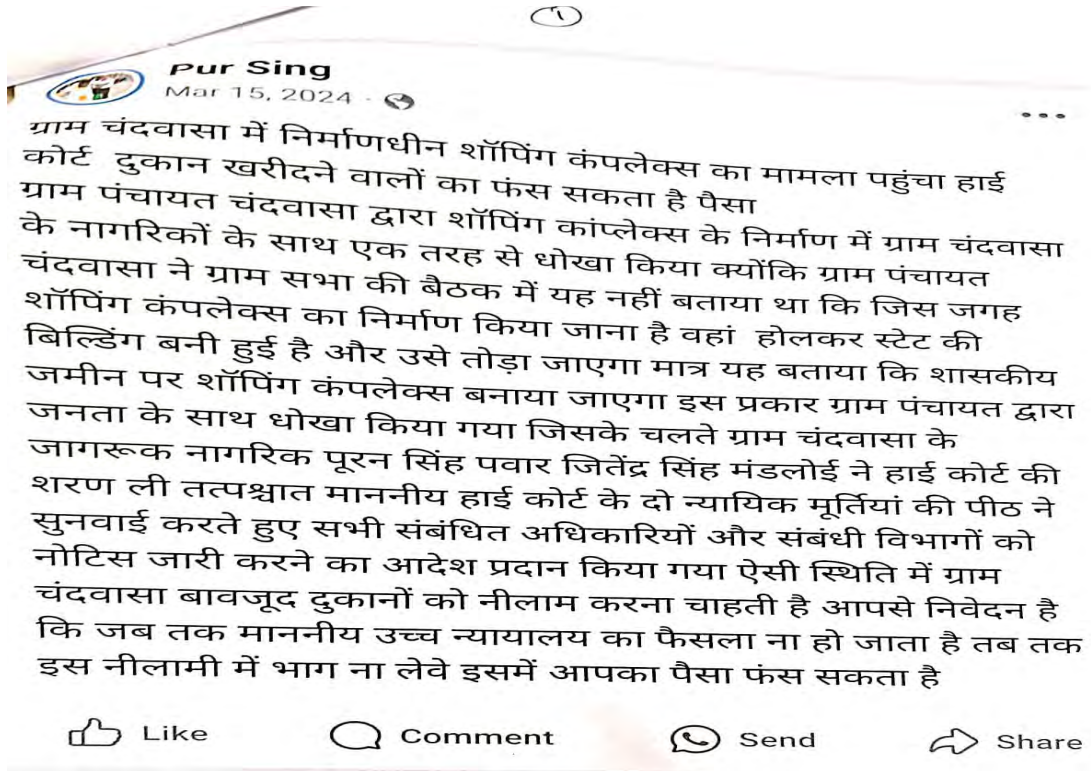 1
Pur Sing
Mar 15, 2024 ·
ग्राम चंदवासा में निर्माणधीन शॉपिंग कंपलेक्स का मामला पहुंचा हाई
कोर्ट दुकान खरीदने वालों का फंस सकता है पैसा
ग्राम पंचायत चंदवासा द्वारा शॉपिंग कांप्लेक्स के निर्माण में ग्राम चंदवासा
के नागरिकों के साथ एक तरह से धोखा किया क्योंकि ग्राम पंचायत
चंदवासा ने ग्राम सभा की बैठक में यह नहीं बताया था कि जिस जगह
शॉपिंग कंपलेक्स का निर्माण किया जाना है वहां होलकर स्टेट की
बिल्डिंग बनी हुई है और उसे तोड़ा जाएगा मात्र यह बताया कि शासकीय
जमीन पर शॉपिंग कंपलेक्स बनाया जाएगा इस प्रकार ग्राम पंचायत द्वारा
जनता के साथ धोखा किया गया जिसके चलते ग्राम चंदवासा के
जागरूक नागरिक पूरन सिंह पवार जितेंद्र सिंह मंडलोई ने हाई कोर्ट की
शरण ली तत्पश्चात माननीय हाई कोर्ट के दो न्यायिक मूर्तियां की पीठ ने
सुनवाई करते हुए सभी संबंधित अधिकारियों और संबंधी विभागों को
नोटिस जारी करने का आदेश प्रदान किया गया ऐसी स्थिति में ग्राम
चंदवासा बावजूद दुकानों को नीलाम करना चाहती है आपसे निवेदन है
कि जब तक माननीय उच्च न्यायालय का फैसला ना हो जाता है तब तक
इस नीलामी में भाग ना लेवे इसमें आपका पैसा फंस सकता है
Like Comment Send Share